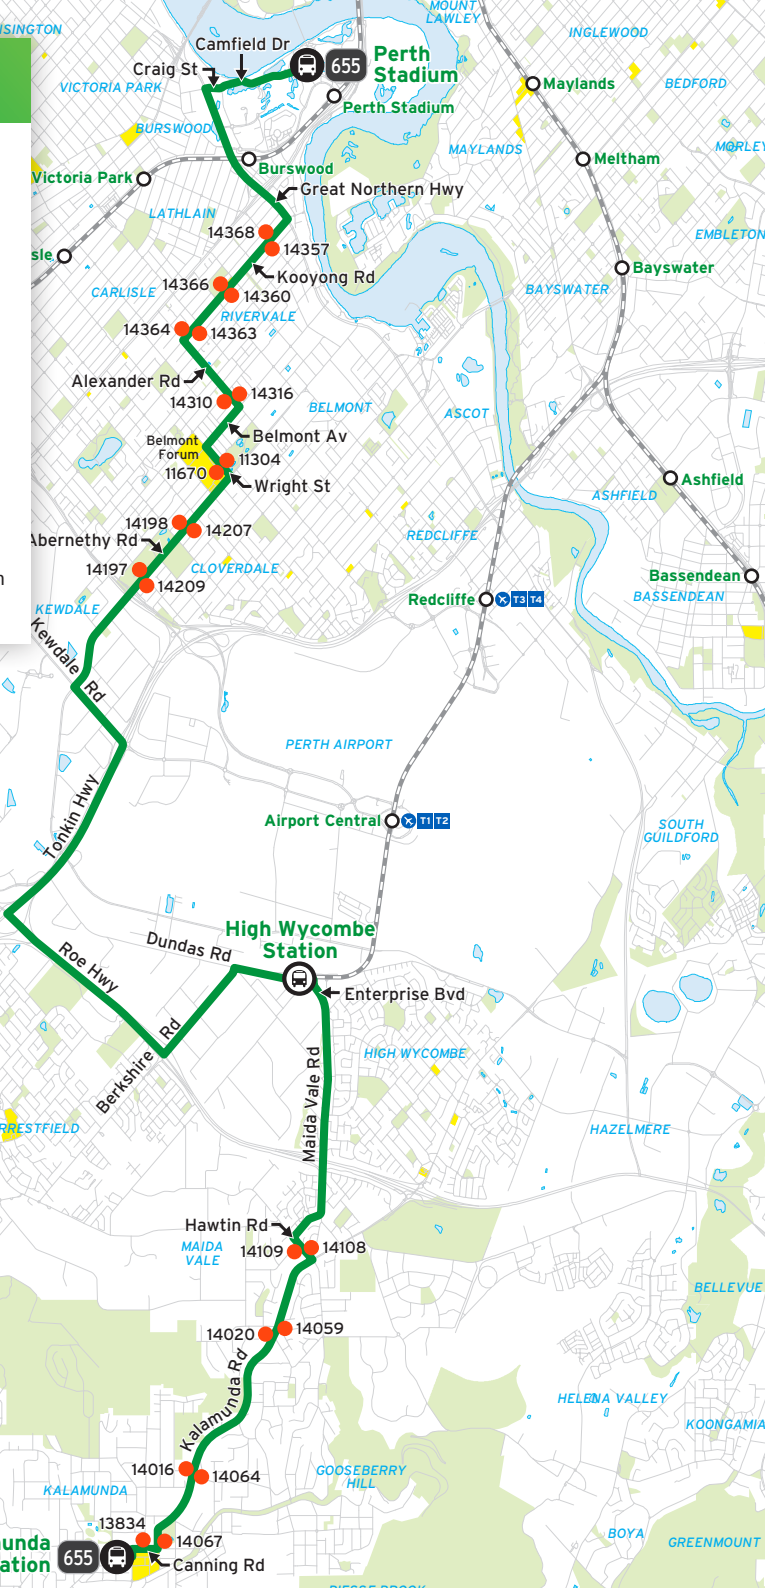 MOUNT
LAWLEY
INGLEWOOD
Camfield Dr
Craig St
655
Perth
Stadium
VICTORIA PARK
Perth Stadium
Maylands
BEDFORD
BURSWOOD
MAYLANDS
Meltham
Burswood
Victoria Park
Great Northern Hwy
LATHLAIN
14368
14357
EMBLETON
Bayswater
Kooyong Rd
14366
14360
CARLISLE
BAYSWATER
RIVERVALE
14364
14363
Alexander Rd
14316
14310
BELMONT
ASCOT
Belmont Av
Belmont
Forum
11304
11670
Wright St
Ashfield
ASHFIELD
14198
14207
REDCLIFFE
Abernethy Rd
14197
CLOVERDALE
14209
Bassendean
BASSENDEAN
Redcliffe
T3 T4
KEWDALE
Kewdale Rd
PERTH AIRPORT
Tonkin Hwy
Airport Central
T1 T2
SOUTH
GUILDFORD
High Wycombe
Station
Dundas Rd
Roe Hwy
Enterprise Bvd
Berkshire Rd
Maida Vale Rd
HIGH WYCOMBE
HAZELMERE
RRESTFIELD
Hawtin Rd
MAIDA
VALE
14109
14108
BELLEVUE
14020
14059
Kalamunda Rd
HELENA VALLEY
KOONGAMIA
14016
14064
GOOSEBERRY
HILL
KALAMUNDA
13834
14067
BOYA
GREENMOUNT
unda
ation
655
Canning Rd